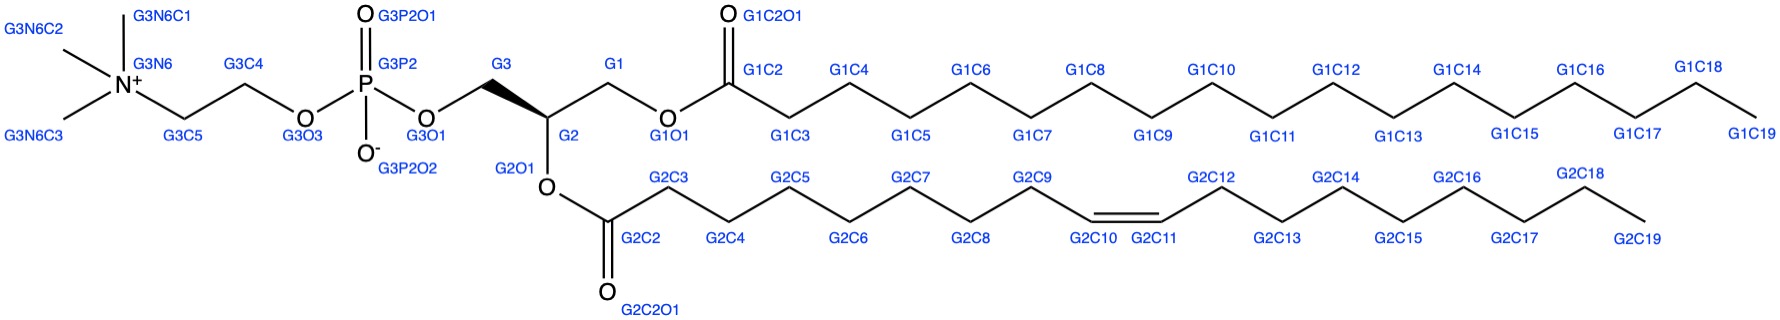 G3N6C1
G3P2O1
G1C2O1
O
O
G3N6C2
G3N6
G3C4
G3P2
G3
G1
G1C2
G1C4
G1C6
G1C8
G1C10
G1C12
G1C14
G1C16
G1C18
N+
P
O
O
O
G3N6C3
G3C5
G3O3
G3O1
G2
G1O1
G1C3
G1C5
G1C7
G1C9
G1C11
G1C13
G1C15
G1C17
G1C19
O-
G3P2O2
G2O1
O
G2C3
G2C5
G2C7
G2C9
G2C12
G2C14
G2C16
G2C18
G2C2
G2C4
G2C6
G2C8
G2C10
G2C11
G2C13
G2C15
G2C17
G2C19
O
G2C2O1